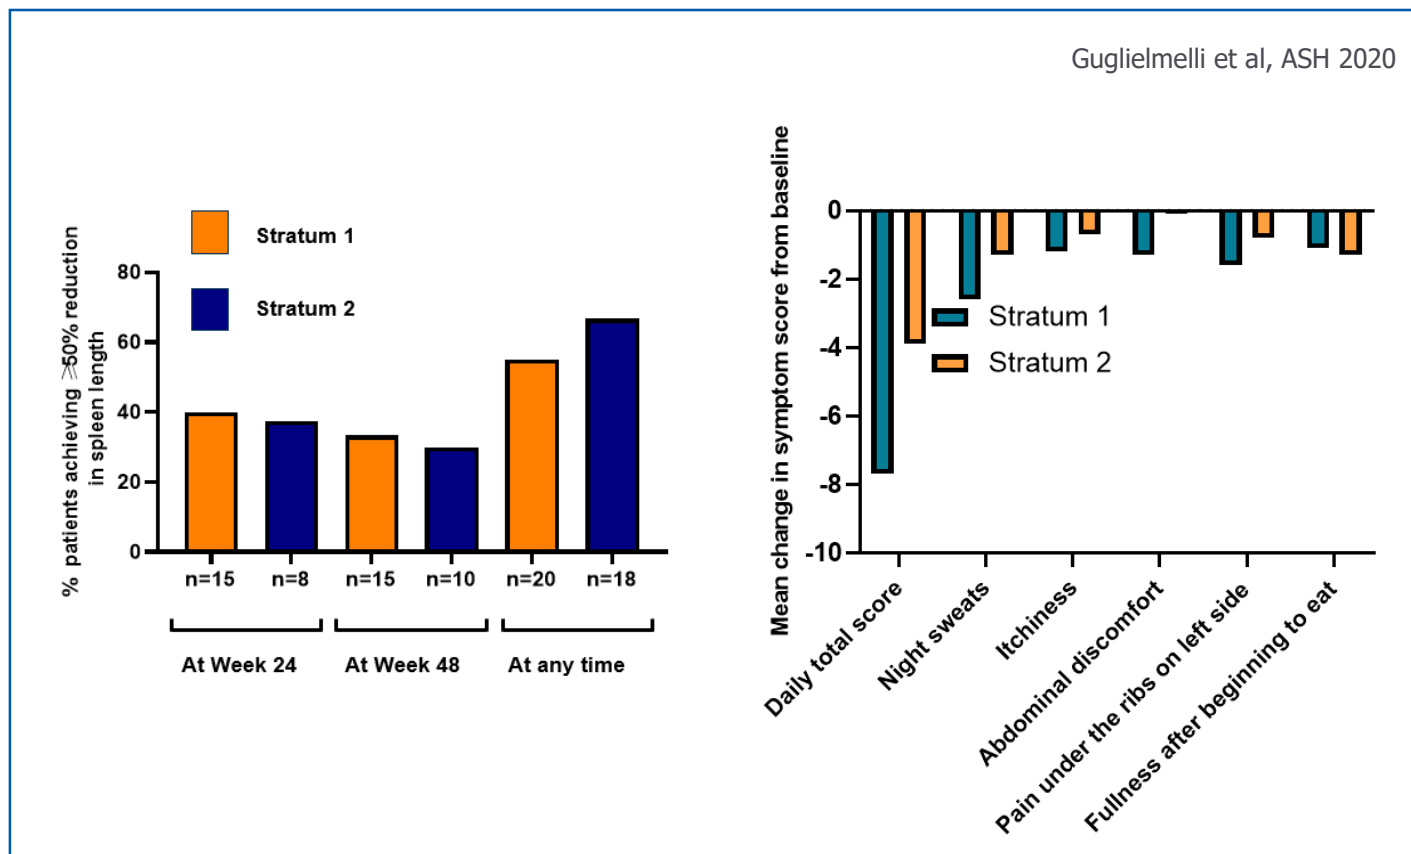 Guglielmelli et al, ASH 2020
% patients achieving ≥50% reduction
in spleen length
Stratum 1
Stratum 2
80
60
40
20
0
n=15
n=8
n=15
n=10
n=20
n=18
At Week 24
At Week 48
At any time
Mean change in symptom score from baseline
0
-2
-4
-6
-8
-10
Stratum 1
Stratum 2
Daily total score
Night sweats
Itchiness
Abdominal discomfort
Pain under the ribs on left side
Fullness after beginning to eat